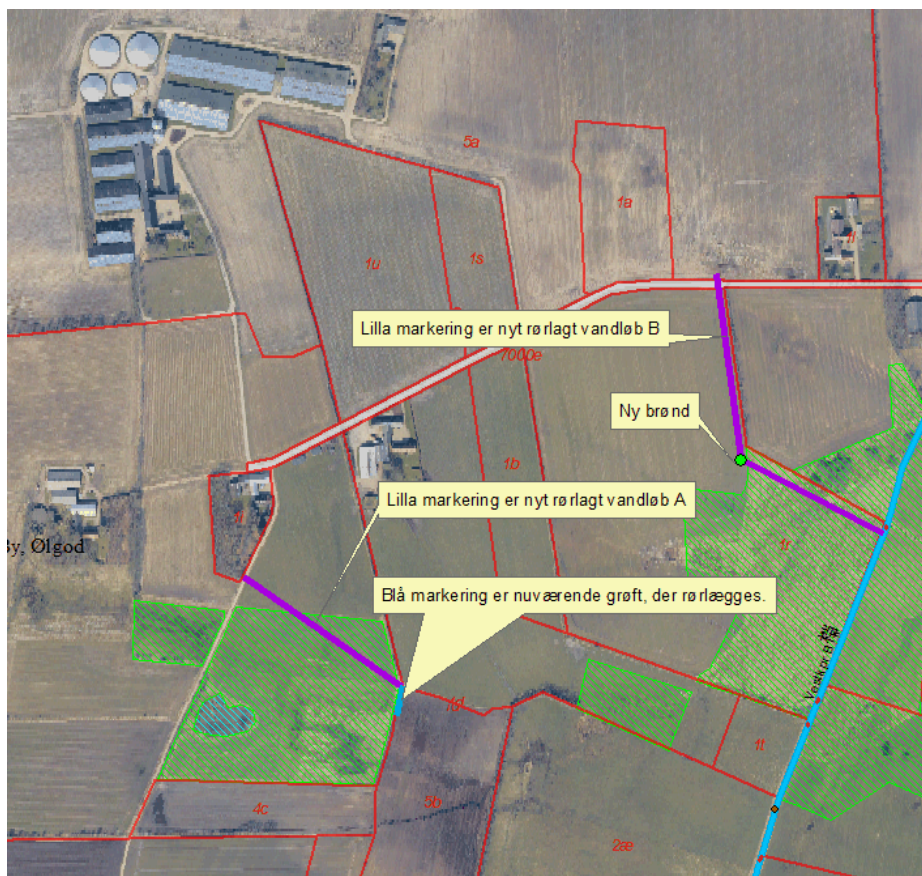 5a
1a
1l
1u
1s
Lilla markering er nyt rørlagt vandløb B
7000e
Ny brønd
1b
Lilla markering er nyt rørlagt vandløb A
By, Ølgod
1r
Blå markering er nuværende grøft, der rørlægges.
1t
4c
5b
2æ